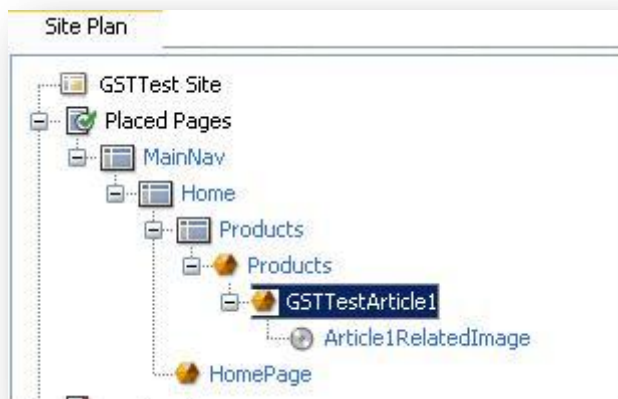 Site Plan
GSTTest Site
Placed Pages
MainNav
Home
Products
Products
GSTTestArticle1
Article1RelatedImage
HomePage